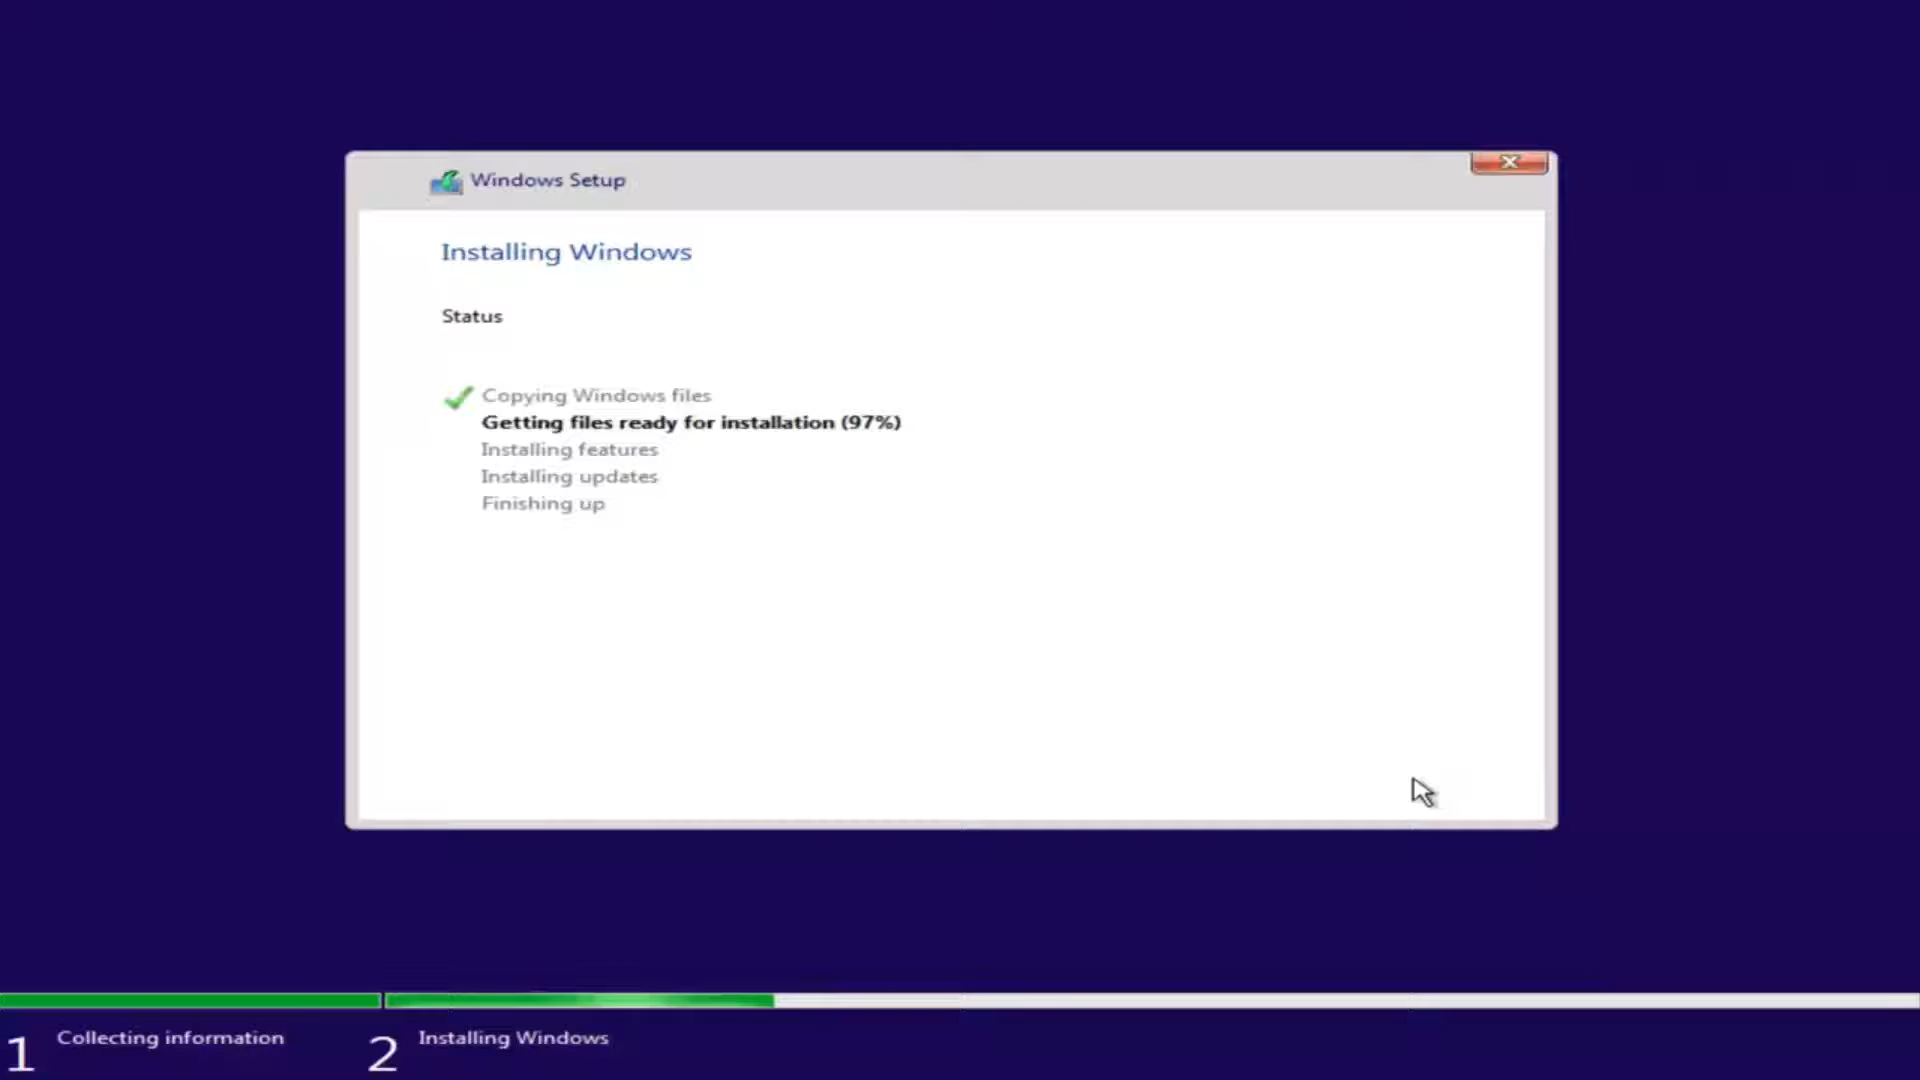 Windows Setup
Installing Windows
Status
Copying Windows files
Getting files ready for installation (97%)
Installing features
Installing updates
Finishing up
1 Collecting information
2 Installing Windows